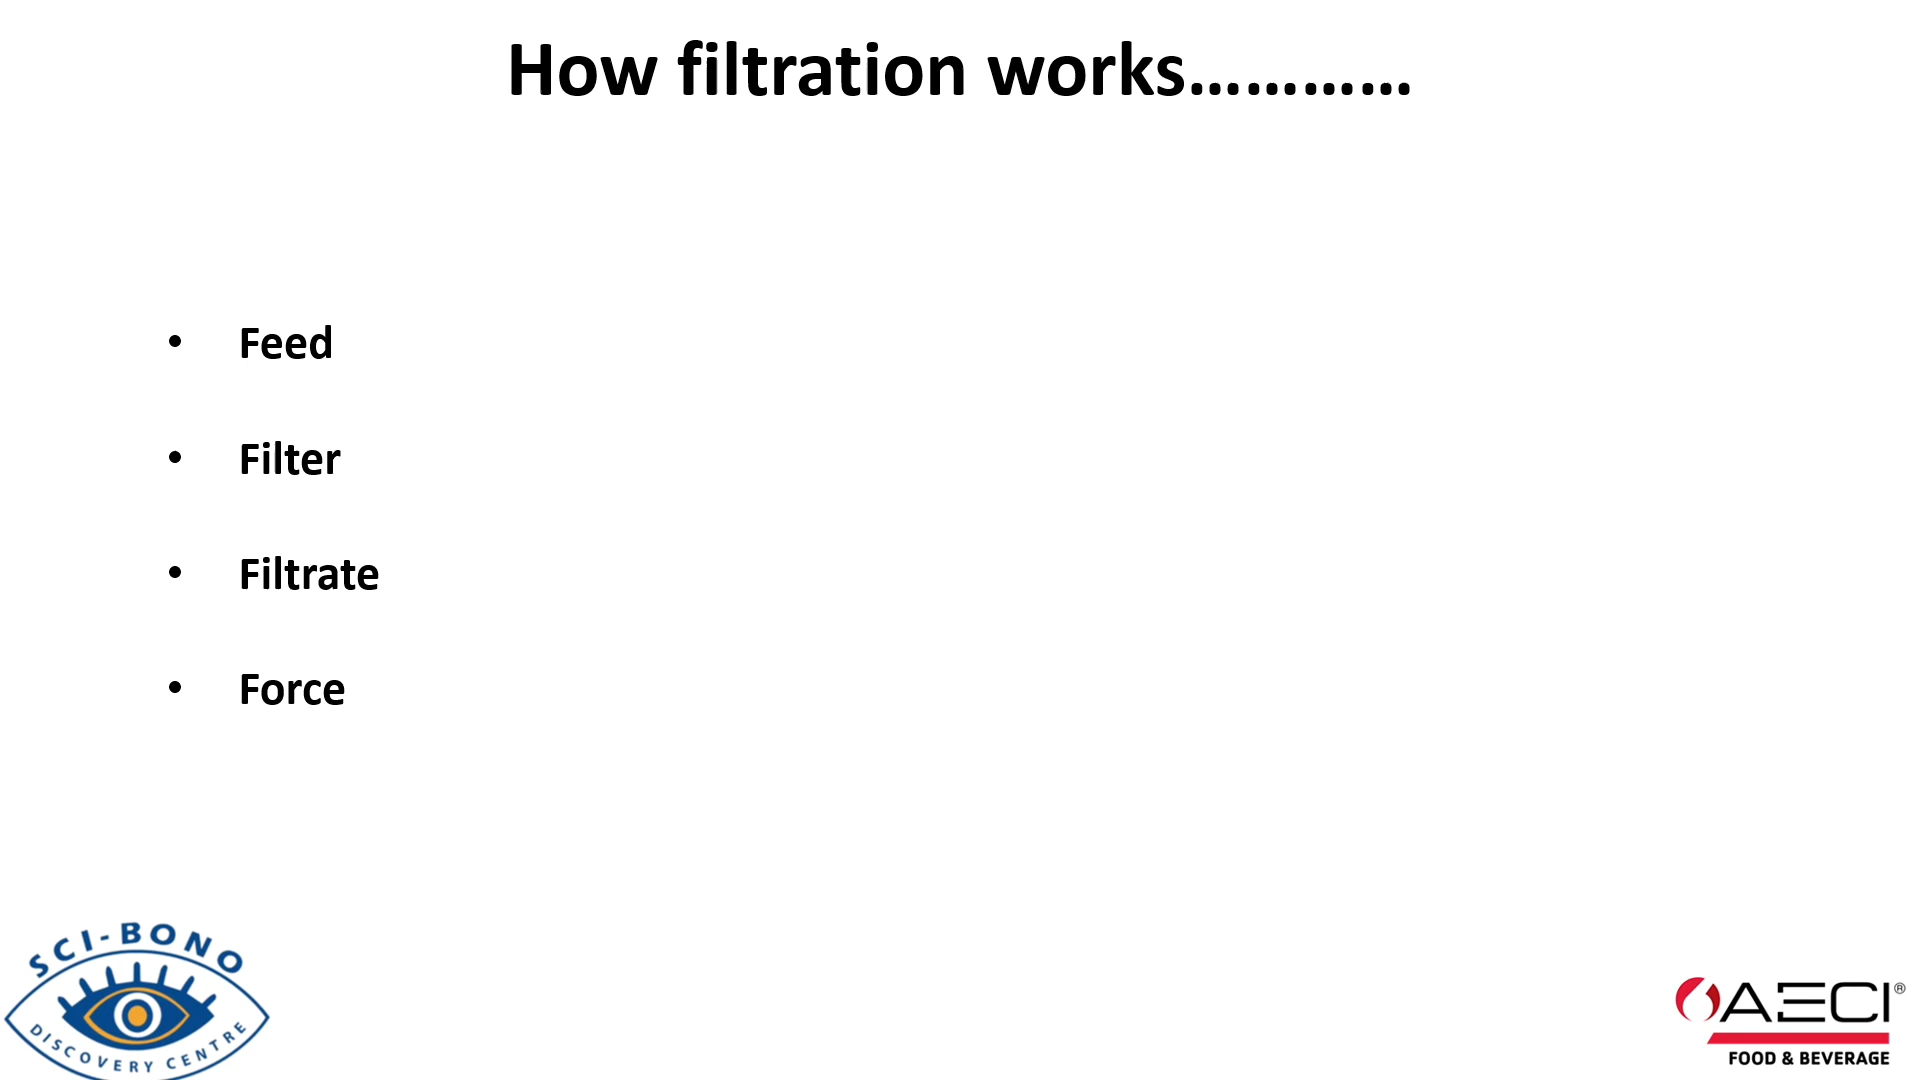 How filtration works............
• Feed
• Filter
• Filtrate
• Force
SCI-BONO
DISCOVERY CENTRE
AECI®
FOOD & BEVERAGE